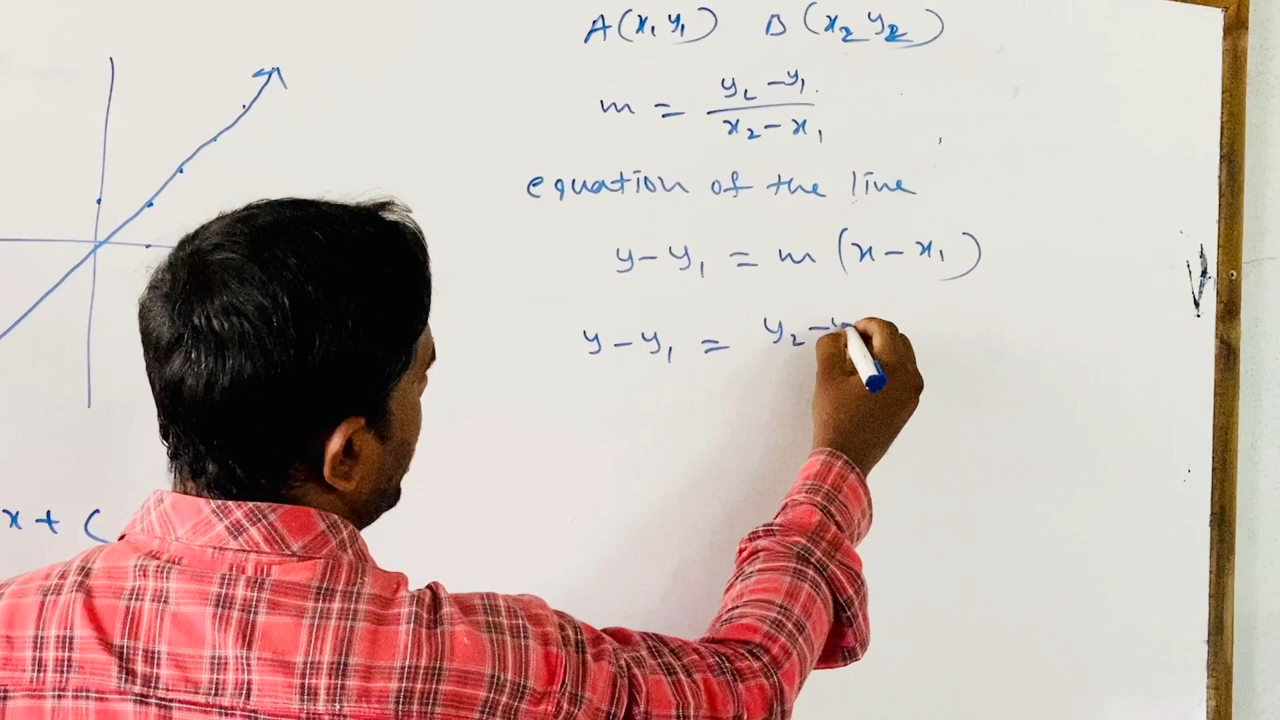 A(x₁ y₁) B(x₂ y₂)
m = y₂ - y₁ / x₂ - x₁
equation of the line
y - y₁ = m (x - x₁)
y - y₁ = y₂ -
x + C